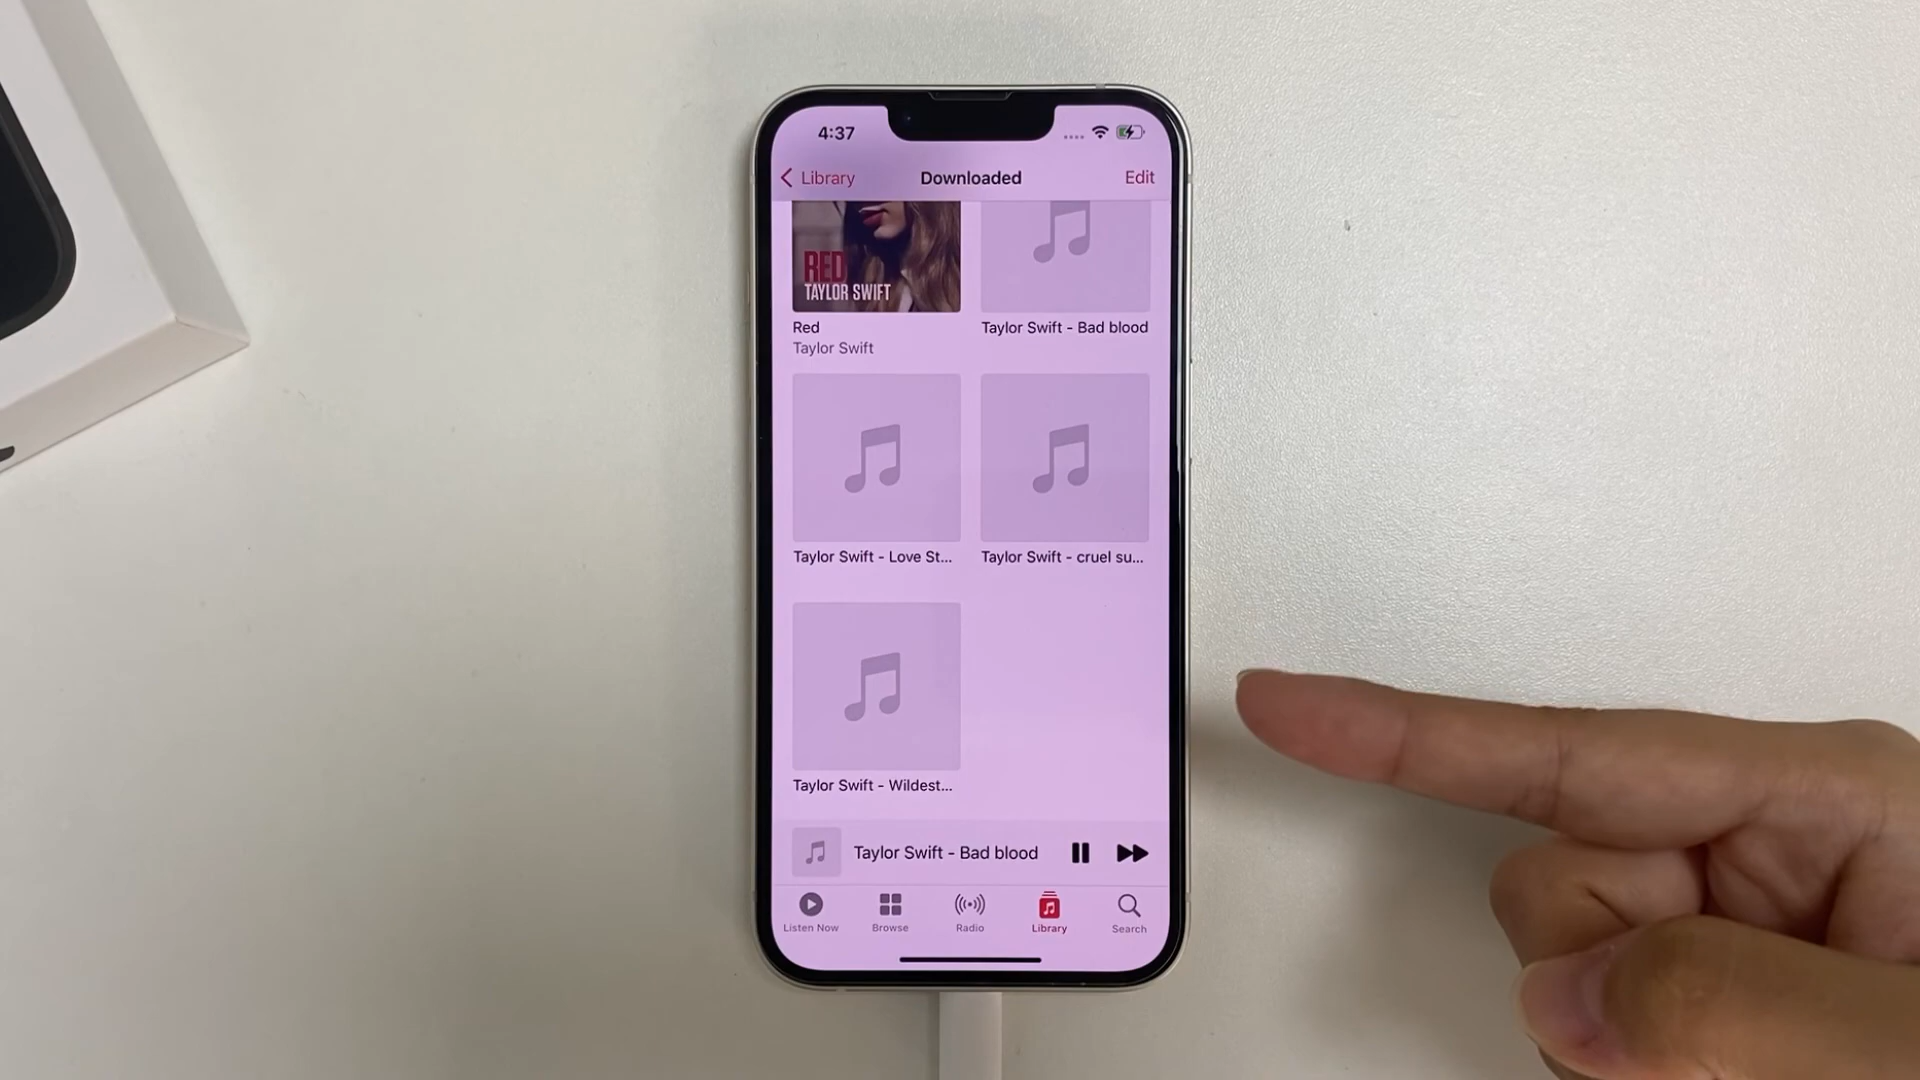 4:37
Library
Downloaded
Edit
RED
TAYLOR SWIFT
Red
Taylor Swift
Taylor Swift - Bad blood
Taylor Swift - Love St...
Taylor Swift - cruel su...
Taylor Swift - Wildest...
Taylor Swift - Bad blood
Listen Now
Browse
Radio
Library
Search